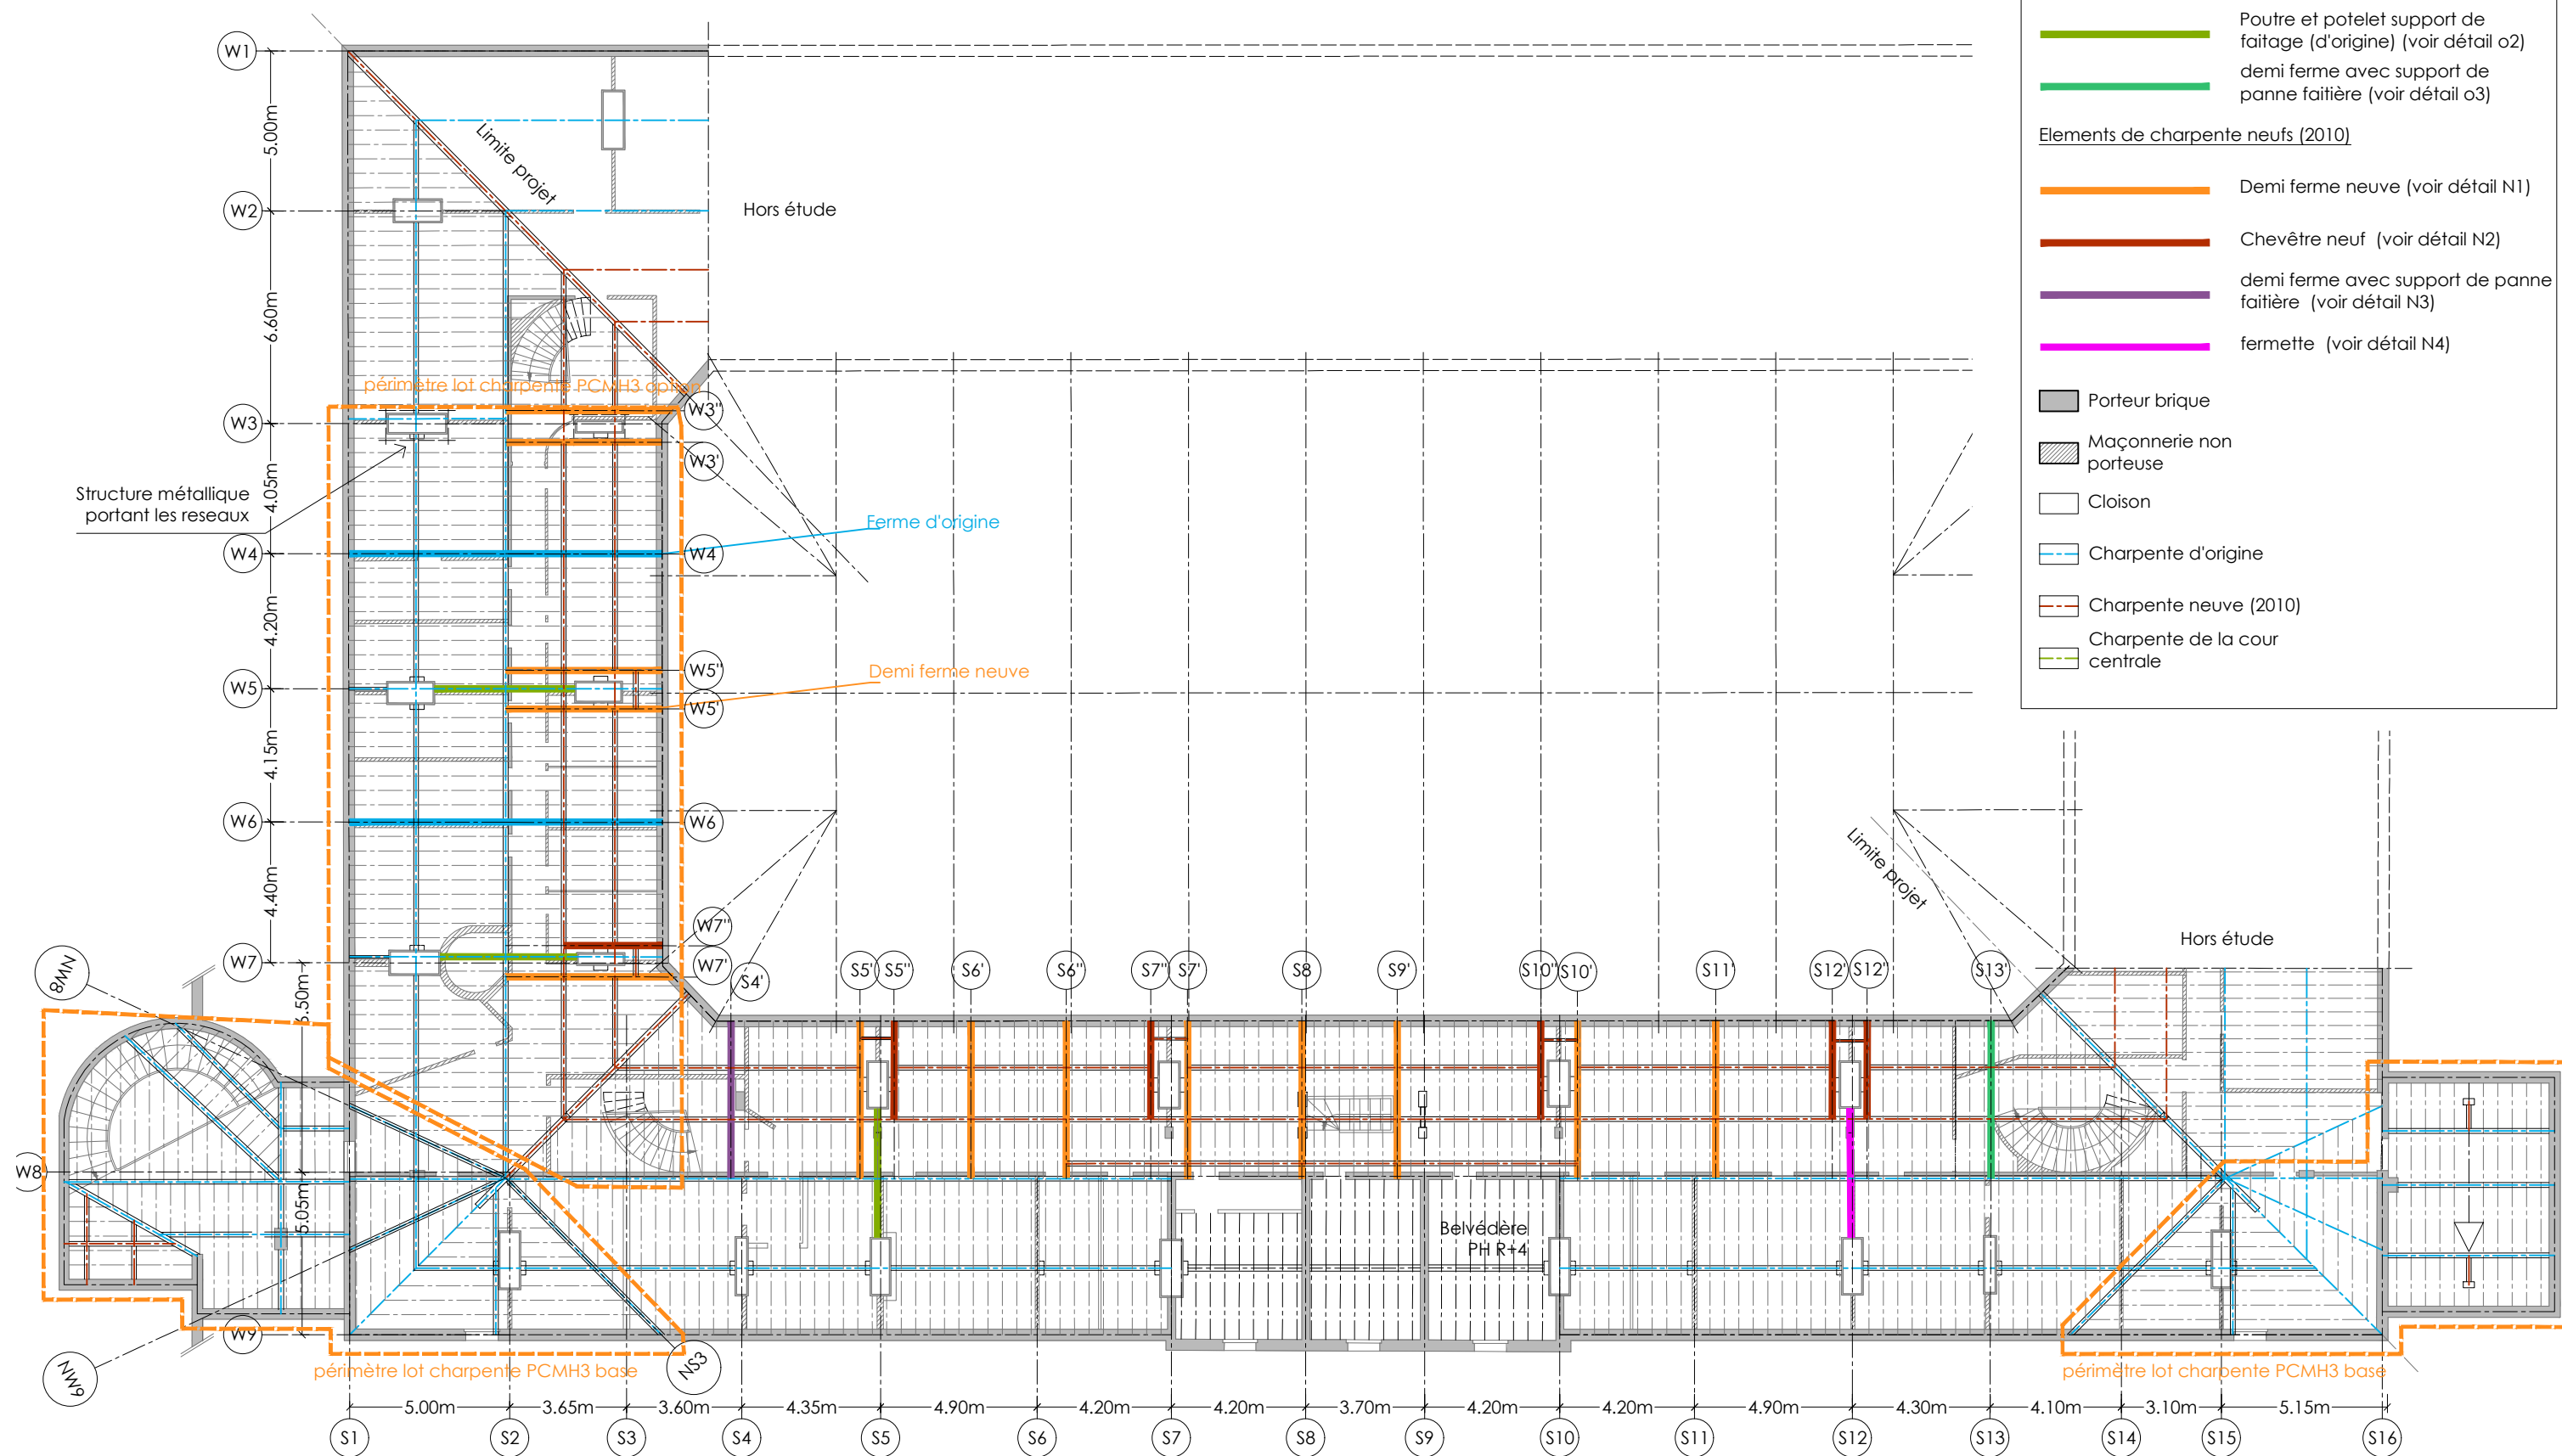 Poutre et potelet support de
faitage (d'origine) (voir détail o2)
demi ferme avec support de
panne faitière (voir détail o3)
Elements de charpente neufs (2010)
Demi ferme neuve (voir détail N1)
Chevêtre neuf (voir détail N2)
demi ferme avec support de panne
faitière (voir détail N3)
fermette (voir détail N4)
Porteur brique
Maçonnerie non
porteuse
Cloison
Charpente d'origine
Charpente neuve (2010)
Charpente de la cour
centrale
W1
5.00m
Limite projet
W2
Hors étude
6.60m
périmètre lot charpente PCMH3 option
W3"
W3
W3'
4.05m
Structure métallique
portant les reseaux
Ferme d'origine
W4
W4
4.20m
W5"
Demi ferme neuve
W5
W5'
4.15m
W6
W6
Limite projet
4.40m
W7"
Hors étude
W7
W7'
NW8
S4'
S5'
S5"
S6'
S6"
S7"
S7'
S8
S9'
S10"
S10'
S11'
S12'
S12"
S13'
6.50m
W8
5.05m
Belvédère
PH R+4
W9
NW9
NS3
périmètre lot charpente PCMH3 base
périmètre lot charpente PCMH3 base
5.00m
3.65m
3.60m
4.35m
4.90m
4.20m
4.20m
3.70m
4.20m
4.20m
4.90m
4.30m
4.10m
3.10m
5.15m
S1
S2
S3
S4
S5
S6
S7
S8
S9
S10
S11
S12
S13
S14
S15
S16